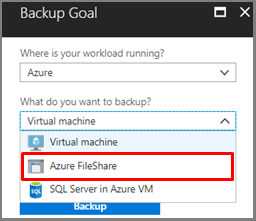 Backup Goal
Where is your workload running?
Azure
What do you want to backup?
Virtual machine
Virtual machine
Azure FileShare
SQL Server in Azure VM
Backup